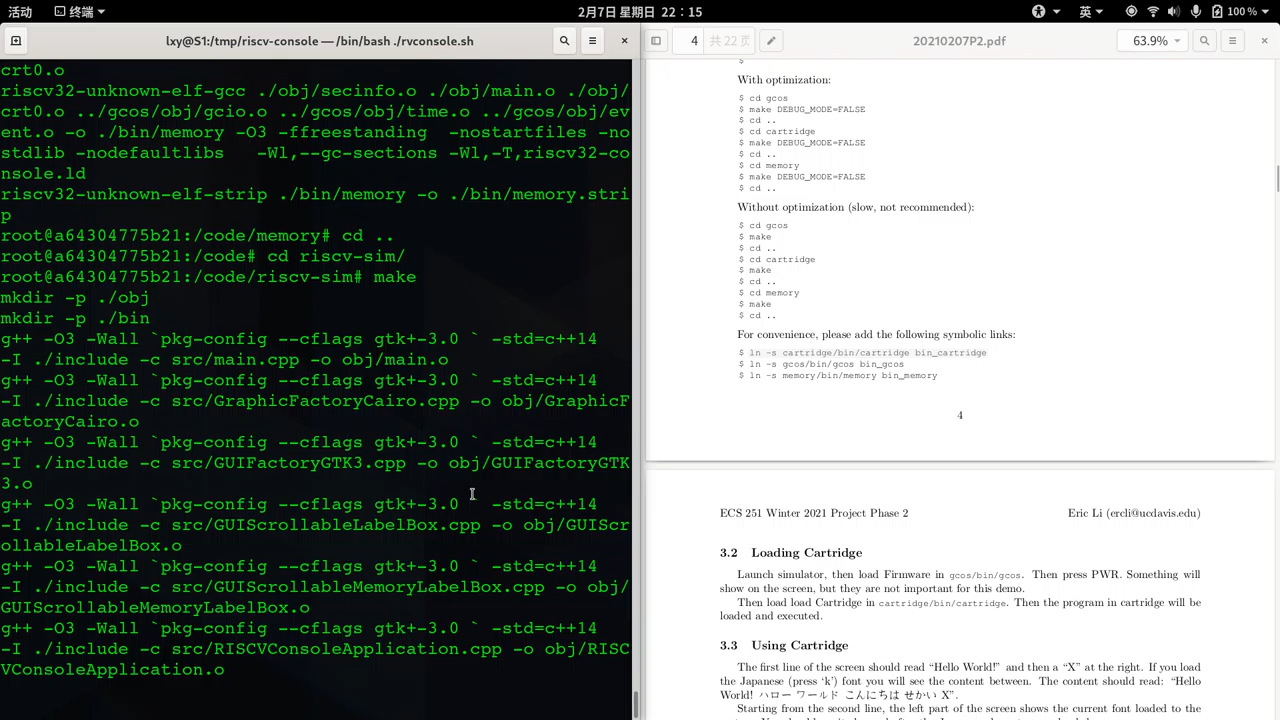 活动 终端 2月7日 星期日 22：15 英 100 %
lxy@S1:/tmp/riscv-console — /bin/bash ./rvconsole.sh
crt0.o
riscv32-unknown-elf-gcc ./obj/secinfo.o ./obj/main.o ./obj/
crt0.o ../gcos/obj/gcio.o ../gcos/obj/time.o ../gcos/obj/ev
ent.o -o ./bin/memory -O3 -ffreestanding  -nostartfiles -no
stdlib -nodefaultlibs   -Wl,--gc-sections -Wl,-T,riscv32-co
nsole.ld
riscv32-unknown-elf-strip ./bin/memory -o ./bin/memory.stri
p
root@a64304775b21:/code/memory# cd ..
root@a64304775b21:/code# cd riscv-sim/
root@a64304775b21:/code/riscv-sim# make
mkdir -p ./obj
mkdir -p ./bin
g++ -O3 -Wall `pkg-config --cflags gtk+-3.0 ` -std=c++14
-I ./include -c src/main.cpp -o obj/main.o
g++ -O3 -Wall `pkg-config --cflags gtk+-3.0 ` -std=c++14
-I ./include -c src/GraphicFactoryCairo.cpp -o obj/GraphicF
actoryCairo.o
g++ -O3 -Wall `pkg-config --cflags gtk+-3.0 ` -std=c++14
-I ./include -c src/GUIFactoryGTK3.cpp -o obj/GUIFactoryGTK
3.o
g++ -O3 -Wall `pkg-config --cflags gtk+-3.0 ` -std=c++14
-I ./include -c src/GUIScrollableLabelBox.cpp -o obj/GUIScr
ollableLabelBox.o
g++ -O3 -Wall `pkg-config --cflags gtk+-3.0 ` -std=c++14
-I ./include -c src/GUIScrollableMemoryLabelBox.cpp -o obj/
GUIScrollableMemoryLabelBox.o
g++ -O3 -Wall `pkg-config --cflags gtk+-3.0 ` -std=c++14
-I ./include -c src/RISCVConsoleApplication.cpp -o obj/RISC
VConsoleApplication.o
4 共 22 页 20210207P2.pdf 63.9%
$
With optimization:
$ cd gcos
$ make DEBUG_MODE=FALSE
$ cd ..
$ cd cartridge
$ make DEBUG_MODE=FALSE
$ cd ..
$ cd memory
$ make DEBUG_MODE=FALSE
$ cd ..
Without optimization (slow, not recommended):
$ cd gcos
$ make
$ cd ..
$ cd cartridge
$ make
$ cd ..
$ cd memory
$ make
$ cd ..
For convenience, please add the following symbolic links:
$ ln -s cartridge/bin/cartridge bin_cartridge
$ ln -s gcos/bin/gcos bin_gcos
$ ln -s memory/bin/memory bin_memory
4
ECS 251 Winter 2021 Project Phase 2 Eric Li (ercli@ucdavis.edu)
3.2 Loading Cartridge
Launch simulator, then load Firmware in gcos/bin/gcos. Then press PWR. Something will
show on the screen, but they are not important for this demo.
Then load load Cartridge in cartridge/bin/cartridge. Then the program in cartridge will be
loaded and executed.
3.3 Using Cartridge
The first line of the screen should read “Hello World!” and then a “X” at the right. If you load
the Japanese (press ‘k’) font you will see the content between. The content should read: “Hello
World! ハロー ワールド こんにちは せかい X”.
Starting from the second line, the left part of the screen shows the current font loaded to the